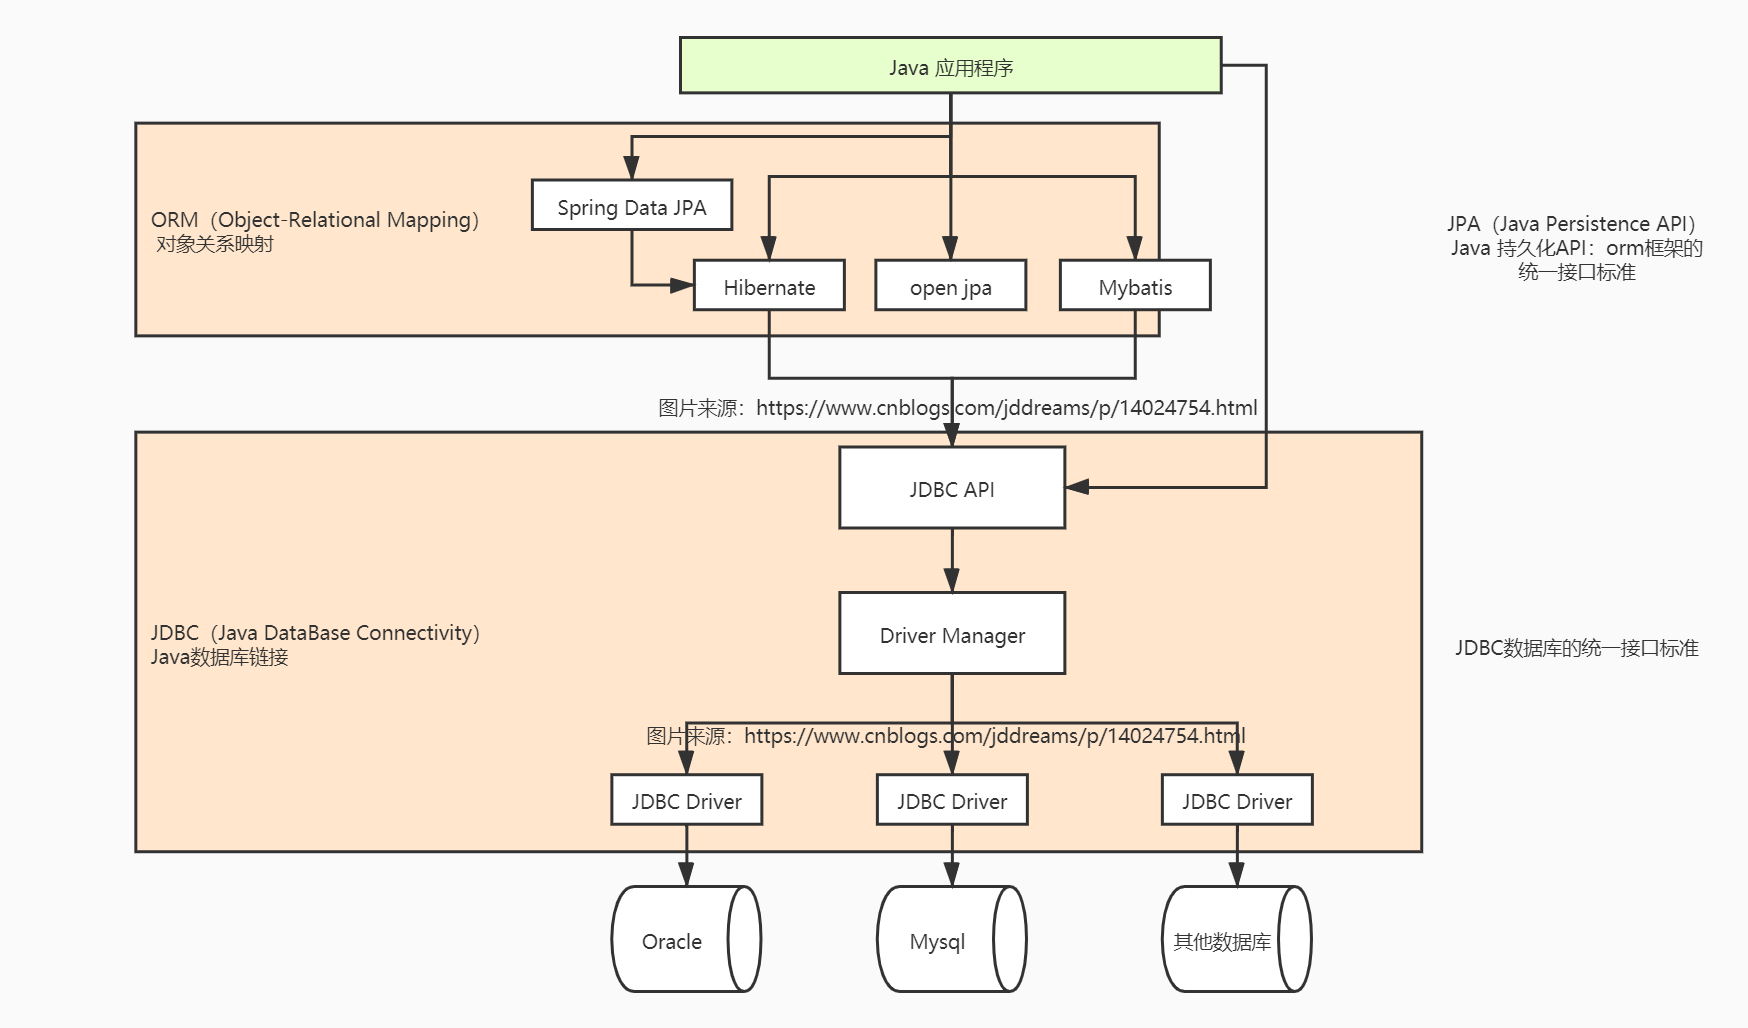 Java 应用程序
Spring Data JPA
ORM（Object-Relational Mapping）
对象关系映射
JPA（Java Persistence API）
Java 持久化API：orm框架的
统一接口标准
Hibernate
open jpa
Mybatis
图片来源：https://www.cnblogs.com/jddreams/p/14024754.html
JDBC API
JDBC（Java DataBase Connectivity）
Java数据库链接
Driver Manager
JDBC数据库的统一接口标准
图片来源：https://www.cnblogs.com/jddreams/p/14024754.html
JDBC Driver
JDBC Driver
JDBC Driver
Oracle
Mysql
其他数据库